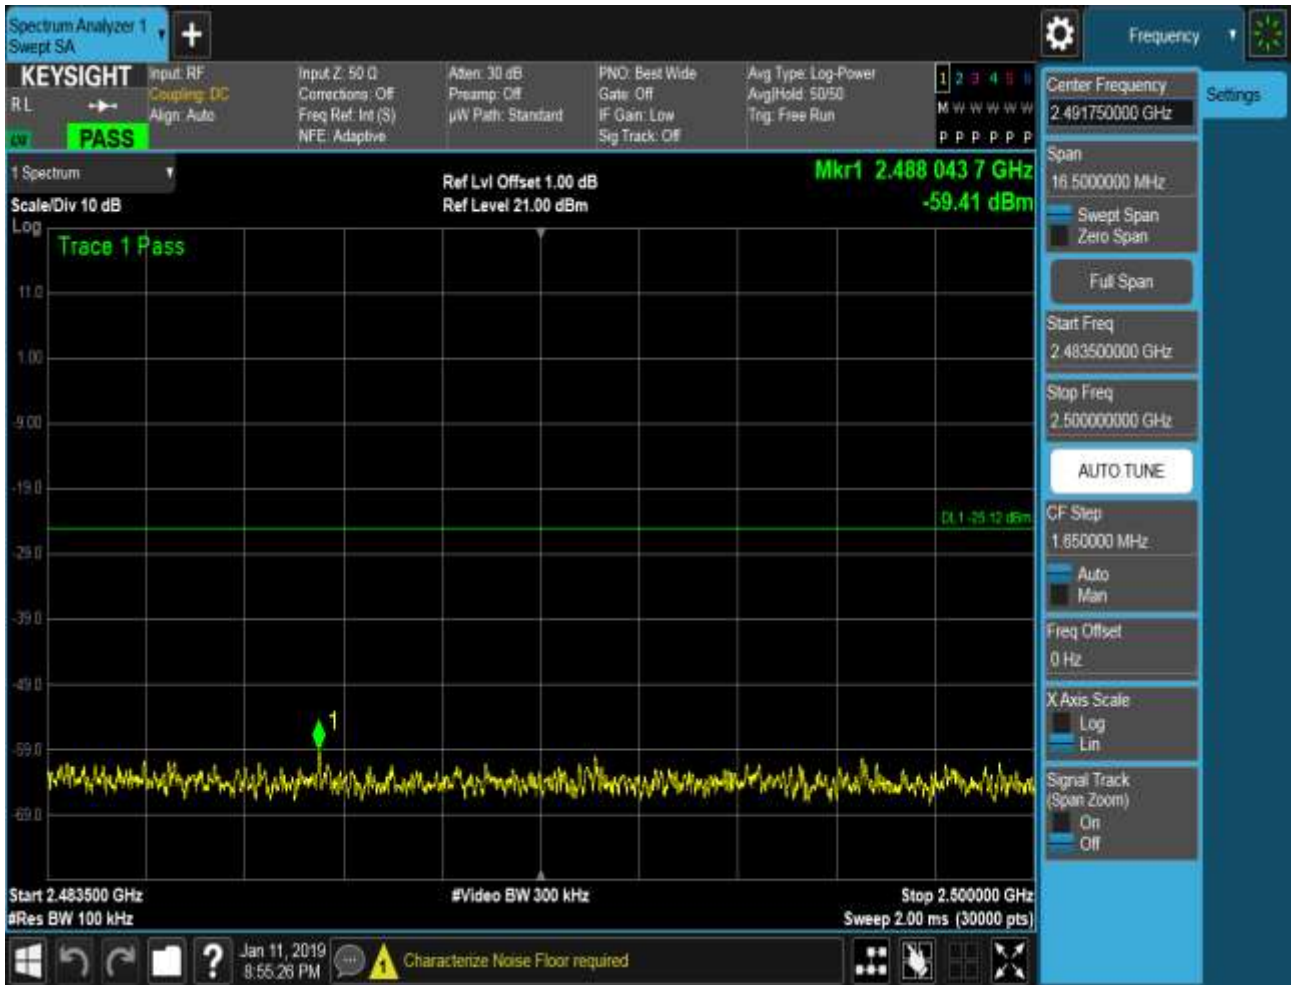 Spectrum Analyzer 1
Swept SA
Frequency
KEYSIGHT
RL
PASS
Input: RF
Coupling: DC
Align: Auto
Input Z: 50 Ω
Corrections: Off
Freq Ref: Int (S)
NFE: Adaptive
Atten: 30 dB
Preamp: Off
µW Path: Standard
PNO: Best Wide
Gate: Off
IF Gain: Low
Sig Track: Off
Avg Type: Log-Power
Avg|Hold: 50/50
Trig: Free Run
1 2 3 4 5 6
M W W W W W
P P P P P P
Center Frequency
2.491750000 GHz
Settings
Span
16.5000000 MHz
Swept Span
Zero Span
Full Span
Start Freq
2.483500000 GHz
Stop Freq
2.500000000 GHz
AUTO TUNE
CF Step
1.650000 MHz
Auto
Man
Freq Offset
0 Hz
X Axis Scale
Log
Lin
Signal Track
(Span Zoom)
On
Off
1 Spectrum
Scale/Div 10 dB
Log
Ref Lvl Offset 1.00 dB
Ref Level 21.00 dBm
Mkr1 2.488 043 7 GHz
-59.41 dBm
Trace 1 Pass
11.0
1.00
-9.00
-19.0
DL1 -25.12 dBm
-29.0
-39.0
-49.0
1
-59.0
-69.0
Start 2.483500 GHz
#Video BW 300 kHz
Stop 2.500000 GHz
#Res BW 100 kHz
Sweep 2.00 ms (30000 pts)
?
Jan 11, 2019
8:55:26 PM
1
Characterize Noise Floor required